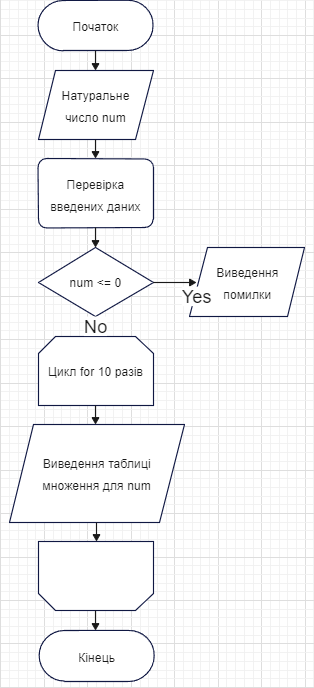 Початок
Натуральне
число num
Перевірка
введених даних
num <= 0
Yes
Виведення
помилки
No
Цикл for 10 разів
Виведення таблиці
множення для num
Кінець